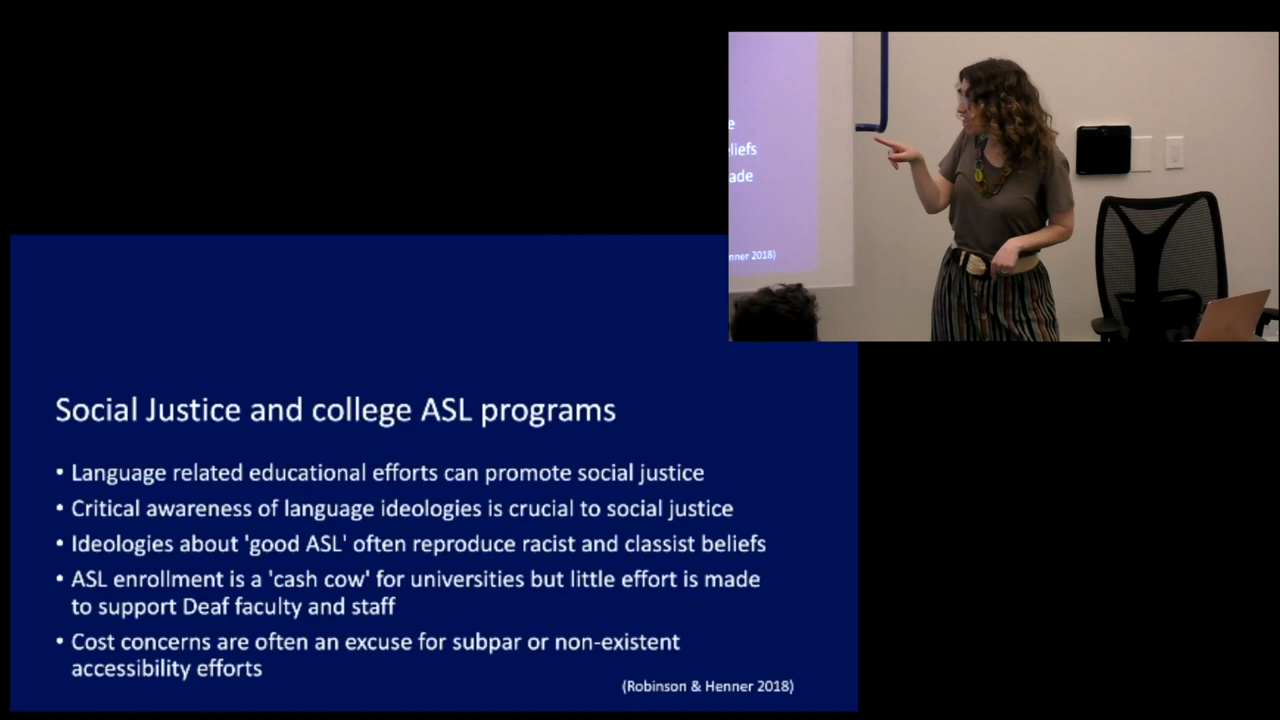 Social Justice and college ASL programs
• Language related educational efforts can promote social justice
• Critical awareness of language ideologies is crucial to social justice
• Ideologies about 'good ASL' often reproduce racist and classist beliefs
• ASL enrollment is a 'cash cow' for universities but little effort is made
to support Deaf faculty and staff
• Cost concerns are often an excuse for subpar or non-existent
accessibility efforts
(Robinson & Henner 2018)
e
eliefs
ade
nner 2018)